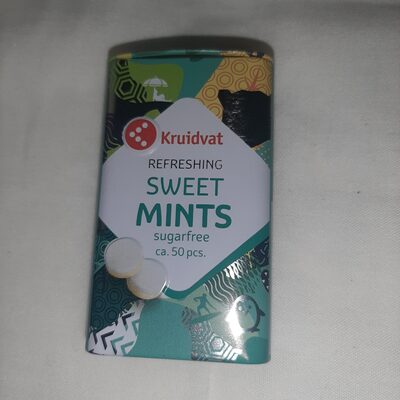 Kruidvat
REFRESHING
SWEET
MINTS
sugarfree
ca. 50 pcs.